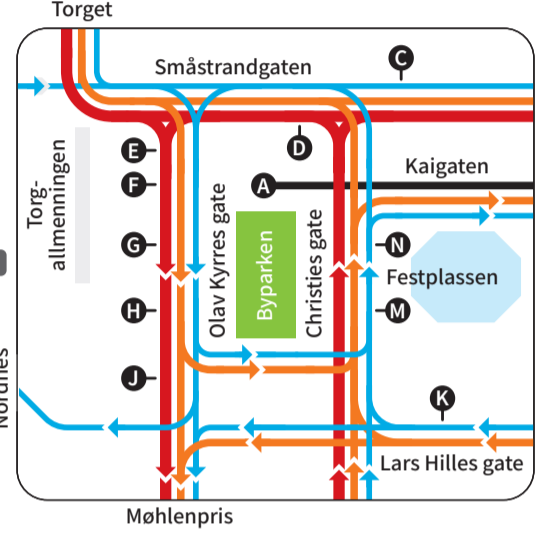 Torget
Småstrandgaten
C
D
E
F
A
Kaigaten
Torg-
allmenningen
Olav Kyrres gate
Byparken
Christies gate
G
N
Festplassen
H
M
J
K
Nordnes
Lars Hilles gate
Møhlenpris